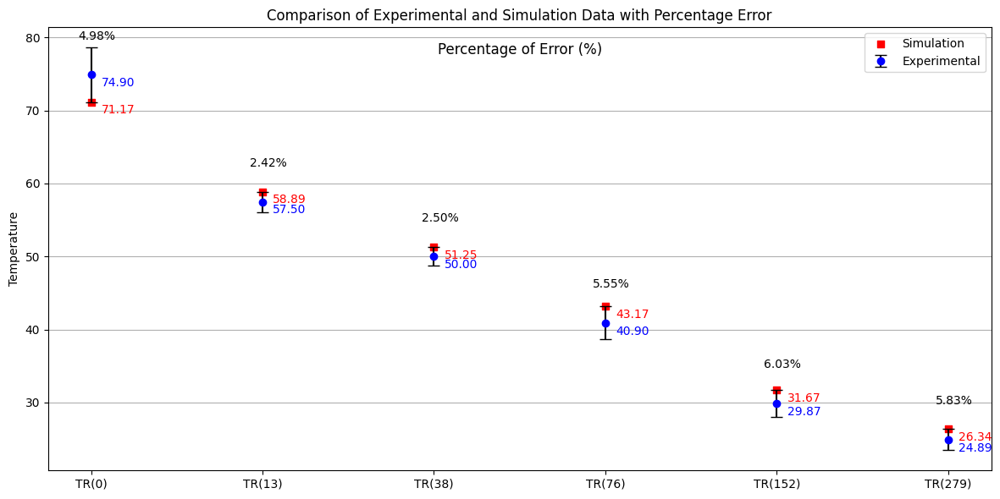 Comparison of Experimental and Simulation Data with Percentage Error
Percentage of Error (%)
Simulation
Experimental
Temperature
80
70
60
50
40
30
4.98%
74.90
71.17
2.42%
58.89
57.50
2.50%
51.25
50.00
5.55%
43.17
40.90
6.03%
31.67
29.87
5.83%
26.34
24.89
TR(0)
TR(13)
TR(38)
TR(76)
TR(152)
TR(279)